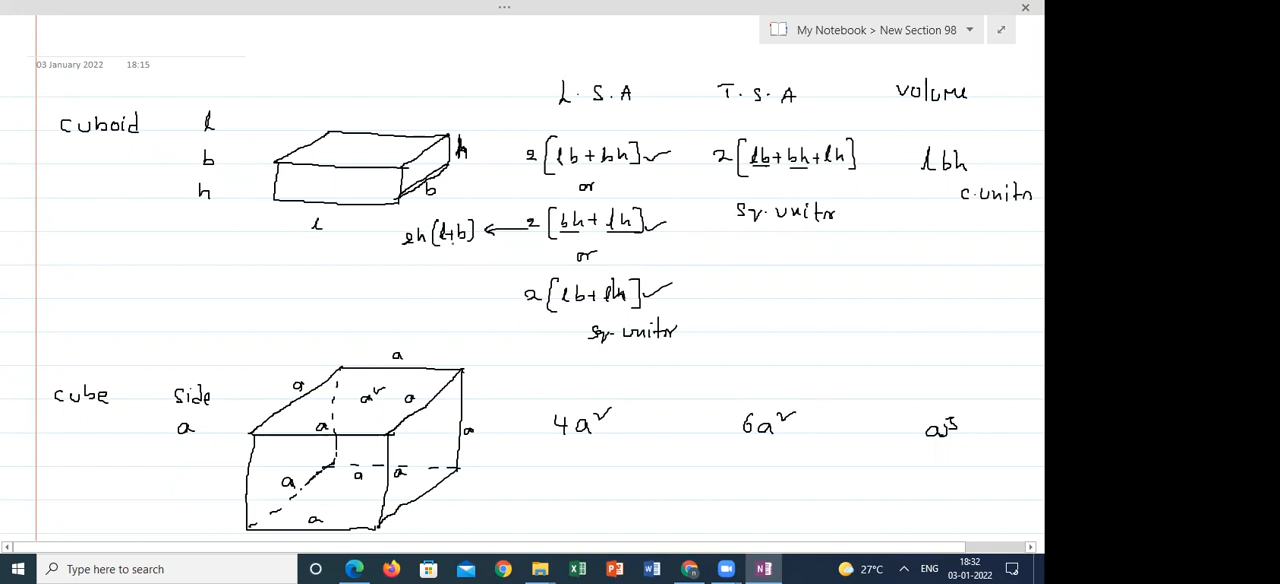 My Notebook > New Section 98
03 January 2022 18:15
L.S.A T.S.A volume
cuboid l
b
h
h
b
l
2[lb+bh]✓
or
2[bh+lh]✓
2h[l+b] ←
or
2[lb+lh]✓
sq. units
2[lb+bh+lh]
sq. units
lbh
c.units
cube side
a
a
a
a²
a
a
a
a
a
a
a
a
4a²
6a²
a³
Type here to search
27°C
ENG
18:32
03-01-2022